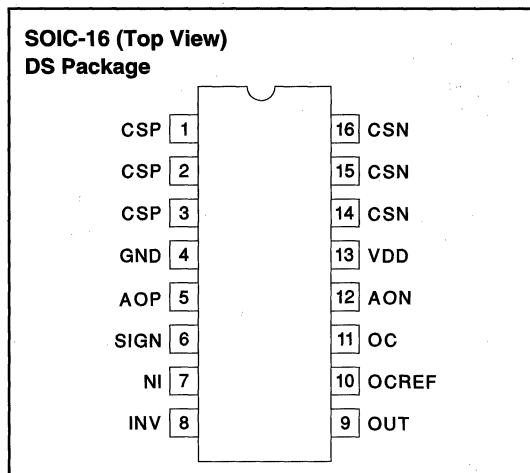 SOIC-16 (Top View)
DS Package
CSP 1 16 CSN
CSP 2 15 CSN
CSP 3 14 CSN
GND 4 13 VDD
AOP 5 12 AON
SIGN 6 11 OC
NI 7 10 OCREF
INV 8 9 OUT